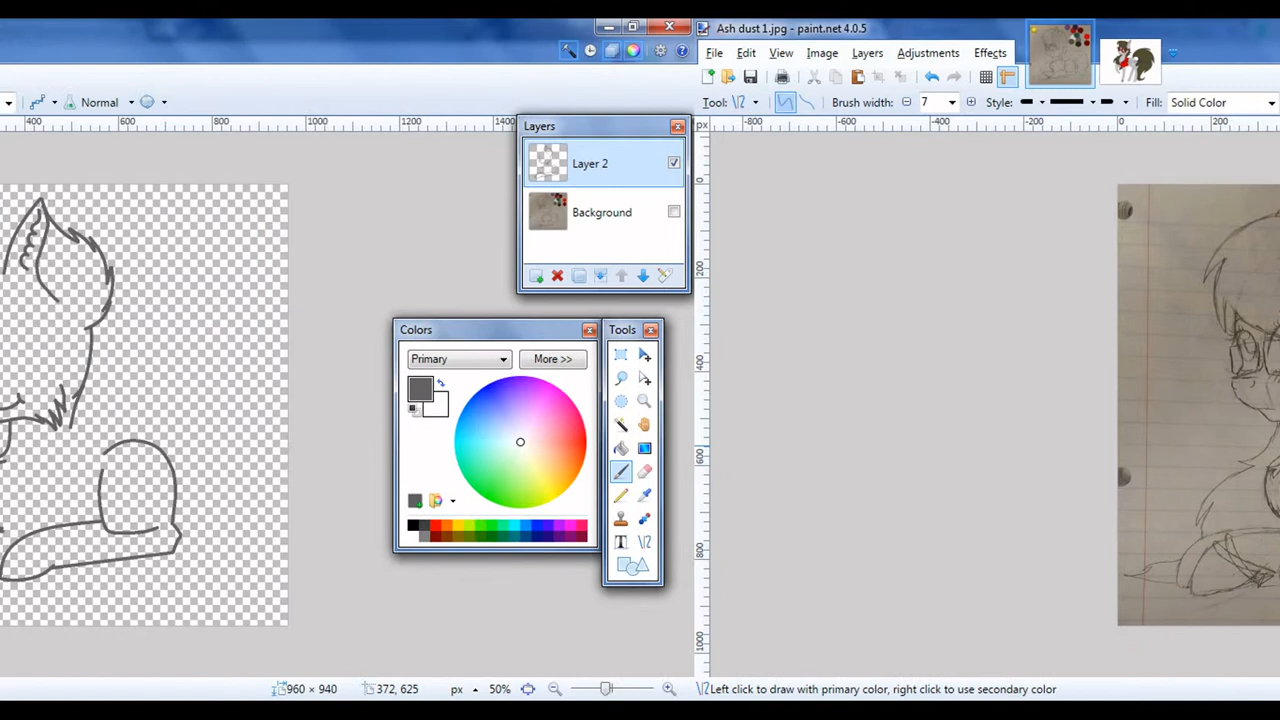 Ash dust 1.jpg - paint.net 4.0.5
File Edit View Image Layers Adjustments Effects
Normal
Tool: Brush width: 7 Style: Fill: Solid Color
400 600 800 1000 1200 1400
px -800 -600 -400 -200 0 200
Layers
Layer 2
Background
Colors
Primary
More >>
Tools
0
200
400
600
800
1000
960 × 940 372, 625 px 50%
Left click to draw with primary color, right click to use secondary color